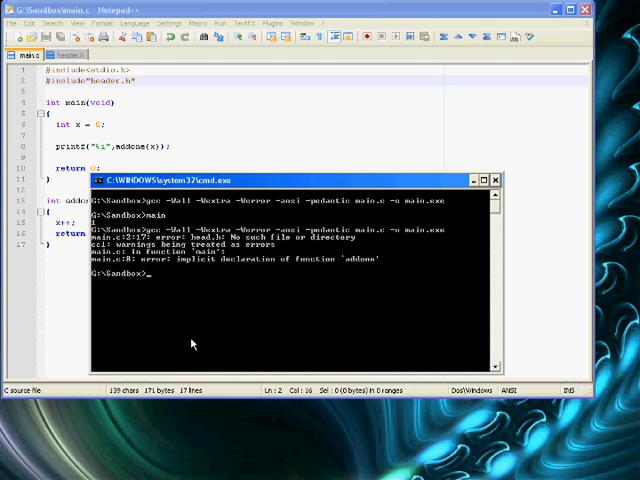 G:\Sandbox\main.c - Notepad++
File Edit Search View Format Language Settings Macro Run TextFX Plugins Window ?
main.c header.h
1 #include<stdio.h>
2 #include"header.h"
3
4 int main(void)
5 {
6 int x = 0;
7
8 printf("%i",addone(x));
9
10 return 0;
11 }
12
13 int addo
14 {
15 x++;
16 return
17 }
C:\WINDOWS\system32\cmd.exe
G:\Sandbox>gcc -Wall -Wextra -Werror -ansi -pedantic main.c -o main.exe
G:\Sandbox>main
1
G:\Sandbox>gcc -Wall -Wextra -Werror -ansi -pedantic main.c -o main.exe
main.c:2:17: error: head.h: No such file or directory
cc1: warnings being treated as errors
main.c: In function `main':
main.c:8: error: implicit declaration of function `addone'
G:\Sandbox>_
C source file 139 chars 171 bytes 17 lines Ln : 2 Col : 16 Sel : 0 (0 bytes) in 0 ranges Dos\Windows ANSI INS